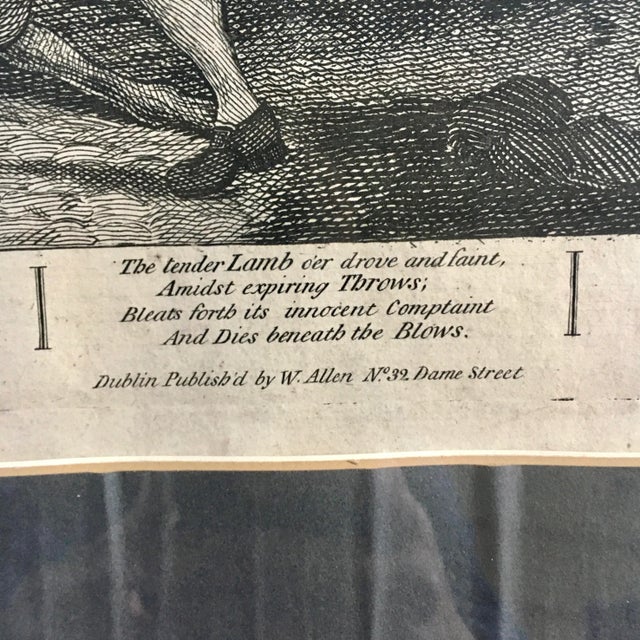 The tender Lamb o'er drove and faint,
Amidst expiring Throws;
Bleats forth its innocent Complaint
And Dies beneath the Blows.
Dublin Publish'd by W. Allen Nº. 32 Dame Street